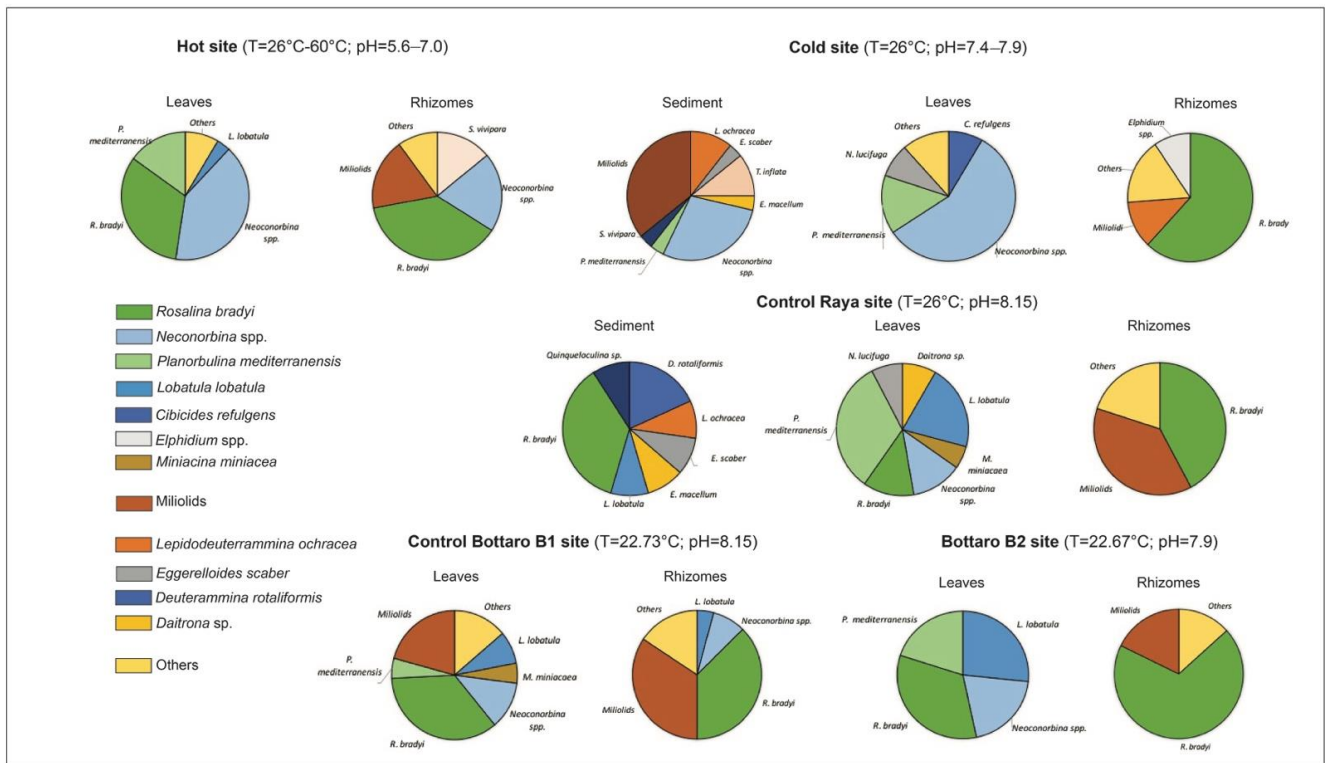 Hot site (T=26°C-60°C; pH=5.6–7.0)
Leaves
Others
L. lobatula
Neoconorbina
spp.
R. bradyi
P.
mediterranensis
Rhizomes
Others
S. vivipara
Neoconorbina
spp.
R. bradyi
Miliolids
Cold site (T=26°C; pH=7.4–7.9)
Sediment
L. ochracea
E. scaber
T. inflata
E. macellum
Neoconorbina
spp.
P. mediterranensis
S. vivipara
Miliolids
Leaves
Others
C. refulgens
Neoconorbina spp.
P. mediterranensis
N. lucifuga
Rhizomes
Elphidium
spp.
Others
Miliolidi
R. brady
Rosalina bradyi
Neconorbina spp.
Planorbulina mediterranensis
Lobatula lobatula
Cibicides refulgens
Elphidium spp.
Miniacina miniacea
Miliolids
Lepidodeuterammina ochracea
Eggerelloides scaber
Deuterammina rotaliformis
Daitrona sp.
Others
Control Raya site (T=26°C; pH=8.15)
Sediment
Quinqueloculina sp.
D. rotaliformis
L. ochracea
E. scaber
E. macellum
L. lobatula
R. bradyi
Leaves
N. lucifuga
Daitrona sp.
L. lobatula
M.
miniacaea
Neoconorbina
spp.
R. bradyi
P.
mediterranensis
Rhizomes
Others
R. bradyi
Miliolids
Control Bottaro B1 site (T=22.73°C; pH=8.15)
Leaves
Miliolids
Others
L. lobatula
M. miniacaea
Neoconorbina
spp.
R. bradyi
P.
mediterranensis
Rhizomes
Others
L. lobatula
Neoconorbina spp.
R. bradyi
Miliolids
Bottaro B2 site (T=22.67°C; pH=7.9)
Leaves
P. mediterranensis
L. lobatula
Neoconorbina spp.
R. bradyi
Rhizomes
Miliolids
Others
R. bradyi